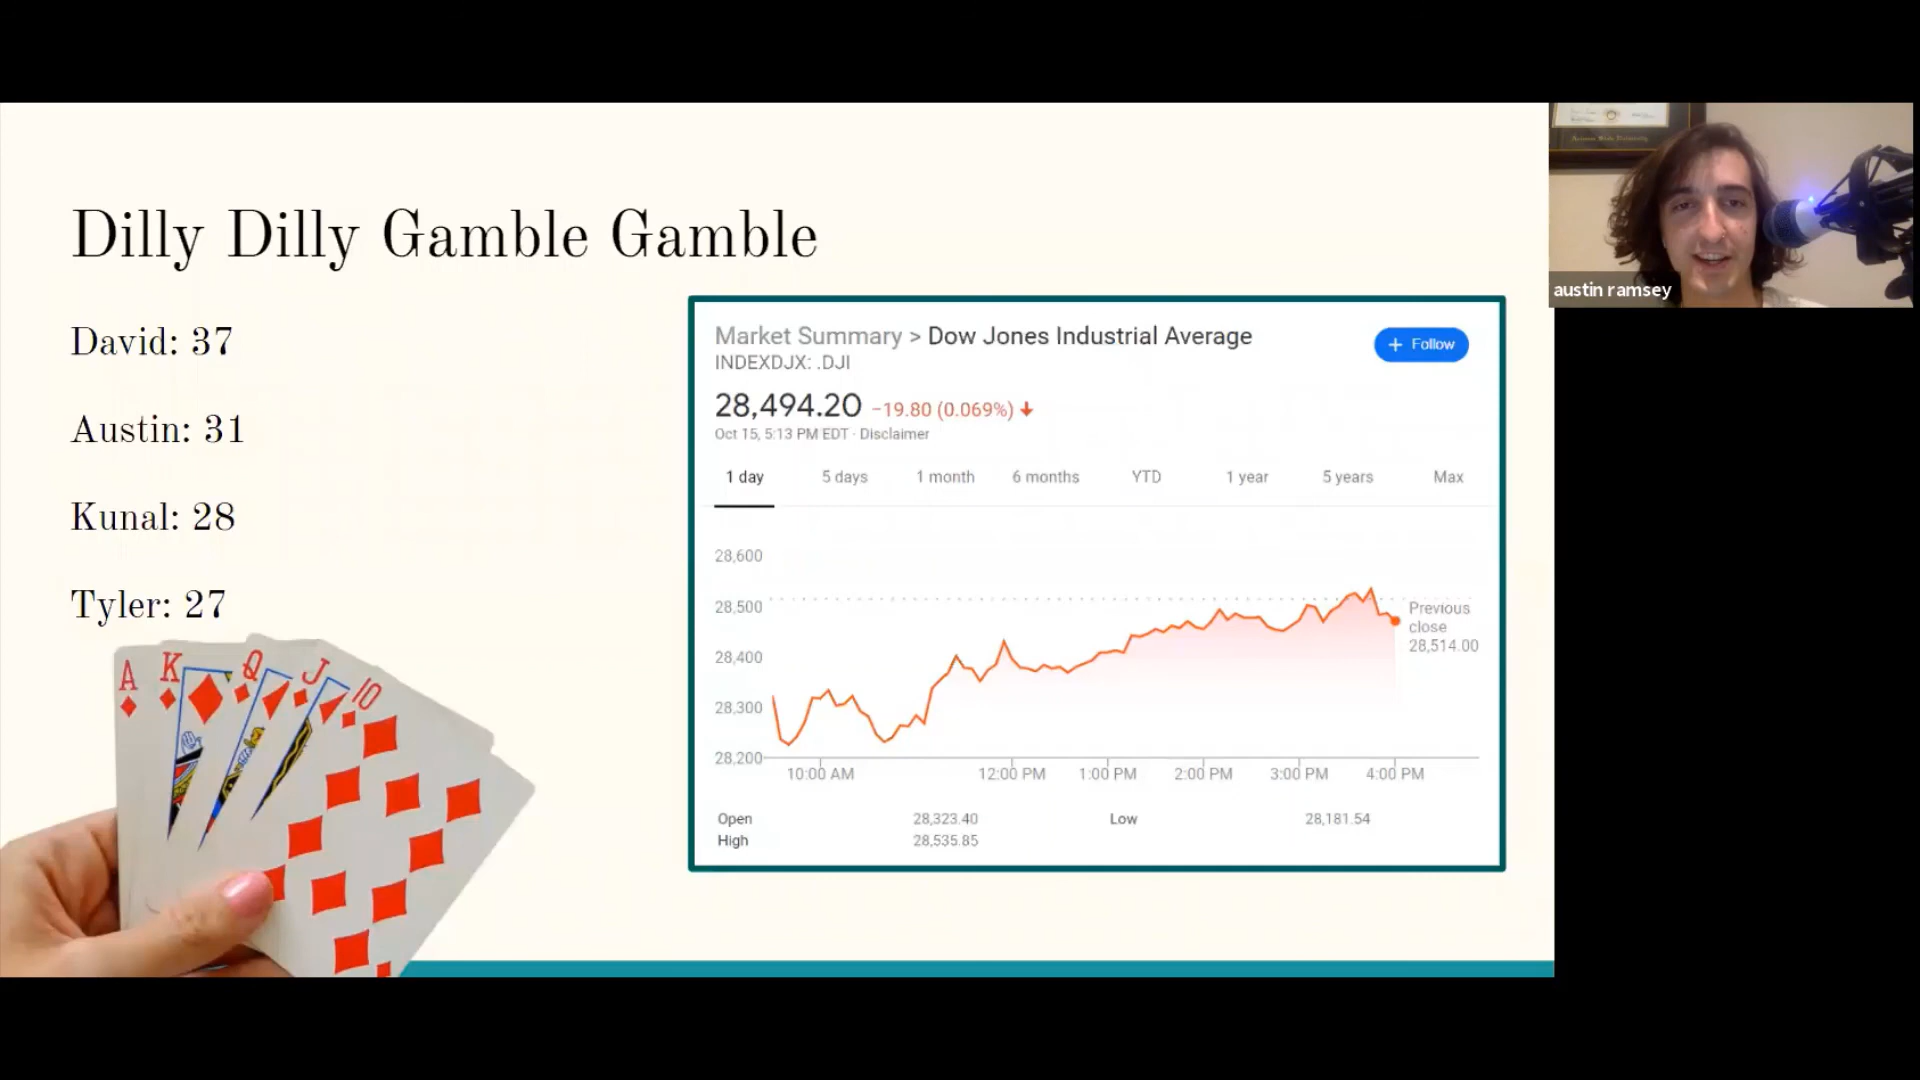 Dilly Dilly Gamble Gamble
David: 37
Austin: 31
Kunal: 28
Tyler: 27
A K Q J 10
Market Summary > Dow Jones Industrial Average
+ Follow
INDEXDJX: .DJI
28,494.20 −19.80 (0.069%)
Oct 15, 5:13 PM EDT · Disclaimer
1 day 5 days 1 month 6 months YTD 1 year 5 years Max
28,600
28,500
28,400
28,300
28,200
Previous
close
28,514.00
10:00 AM 12:00 PM 1:00 PM 2:00 PM 3:00 PM 4:00 PM
Open 28,323.40 Low 28,181.54
High 28,535.85
Arizona State University
austin ramsey